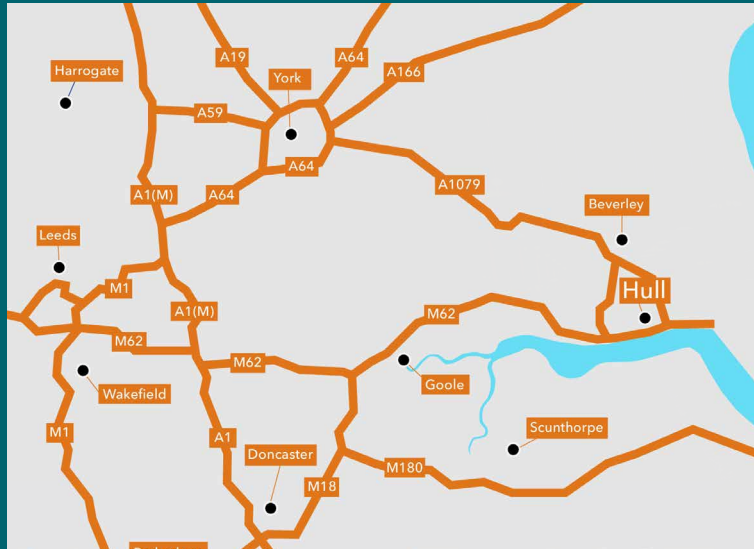 A19
A64
Harrogate
York
A166
A59
A64
A1079
A1(M)
A64
Beverley
Leeds
M1
Hull
A1(M)
M62
M62
M62
Goole
Wakefield
Scunthorpe
M1
A1
Doncaster
M180
M18